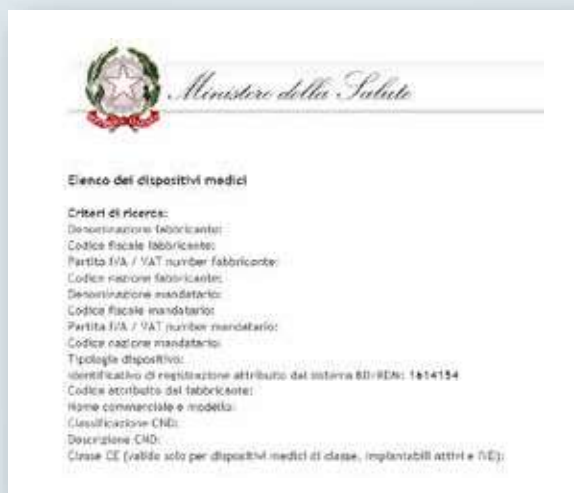 Ministero della Salute
Elenco dei dispositivi medici
Criteri di ricerca:
Denominazione fabbricante:
Codice fiscale fabbricante:
Partita IVA / VAT number fabbricante:
Codice nazione fabbricante:
Denominazione mandatario:
Codice fiscale mandatario:
Partita IVA / VAT number mandatario:
Codice nazione mandatario:
Tipologia dispositivo:
Identificativo di registrazione attribuito dal sistema BD/RDM: 1614154
Codice attribuito dal fabbricante:
Nome commerciale e modello:
Classificazione CND:
Descrizione CND:
Classe CE (valido solo per dispositivi medici di classe, impiantabili attivi e IVD):